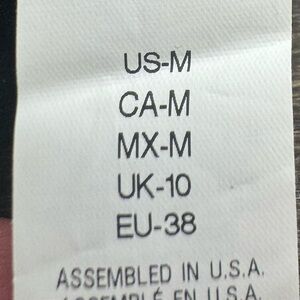 US-M
CA-M
MX-M
UK-10
EU-38
ASSEMBLED IN U.S.A.
ASSEMBLÉ EN U.S.A.